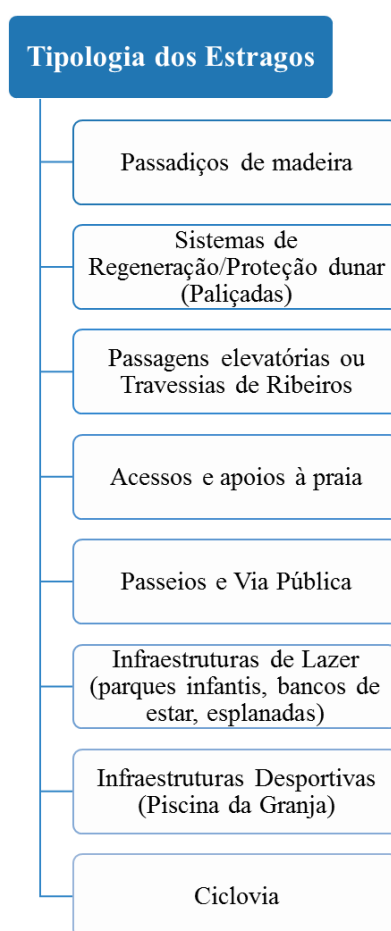 Tipologia dos Estragos
Passadiços de madeira
Sistemas de
Regeneração/Proteção dunar
(Paliçadas)
Passagens elevatórias ou
Travessias de Ribeiros
Acessos e apoios à praia
Passeios e Via Pública
Infraestruturas de Lazer
(parques infantis, bancos de
estar, esplanadas)
Infraestruturas Desportivas
(Piscina da Granja)
Ciclovia